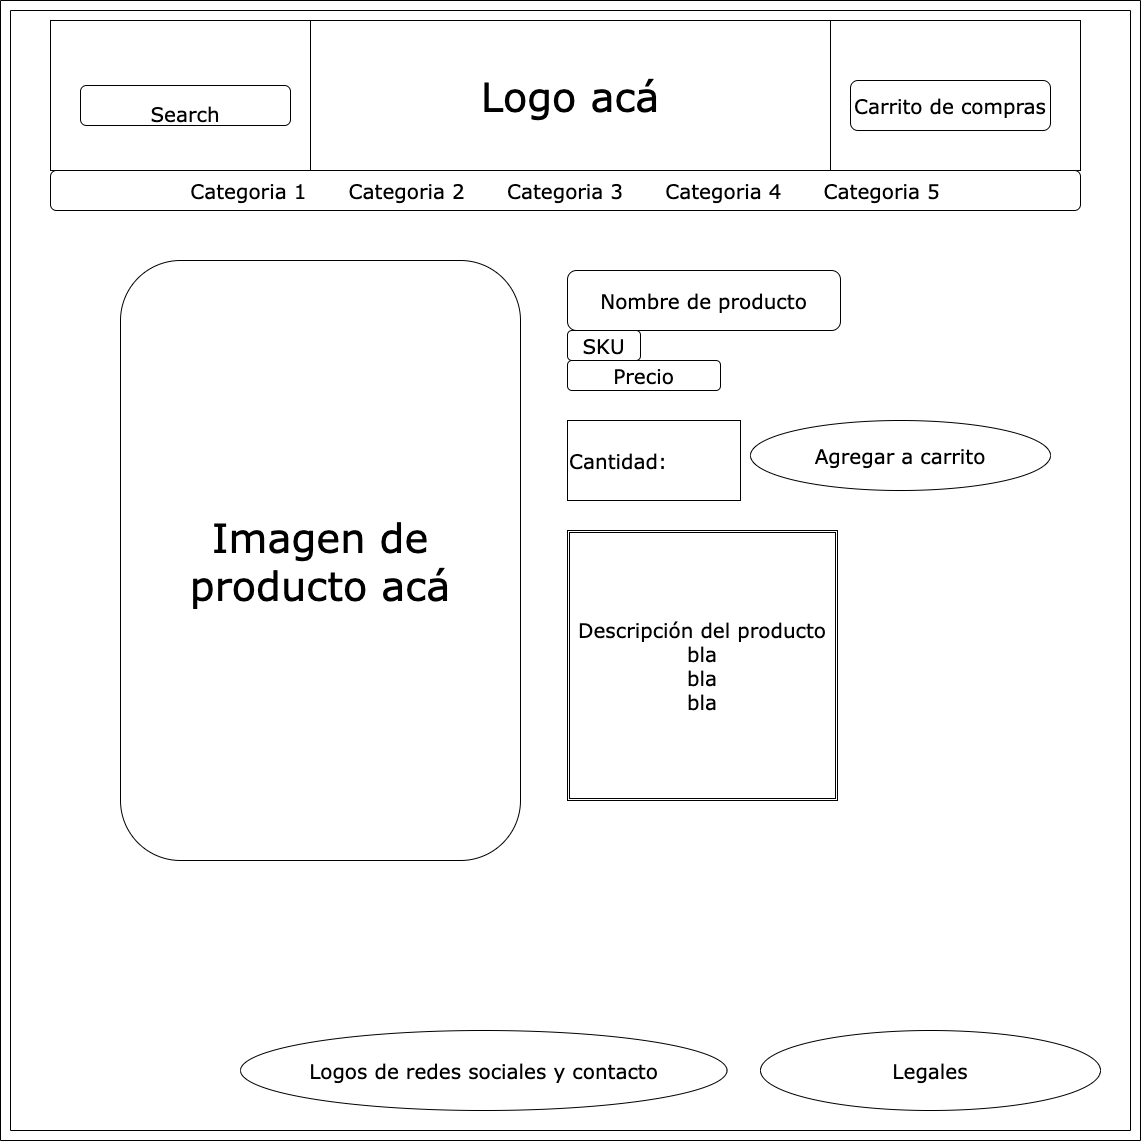 Search
Logo acá
Carrito de compras
Categoria 1 Categoria 2 Categoria 3 Categoria 4 Categoria 5
Imagen de
producto acá
Nombre de producto
SKU
Precio
Cantidad:
Agregar a carrito
Descripción del producto
bla
bla
bla
Logos de redes sociales y contacto
Legales